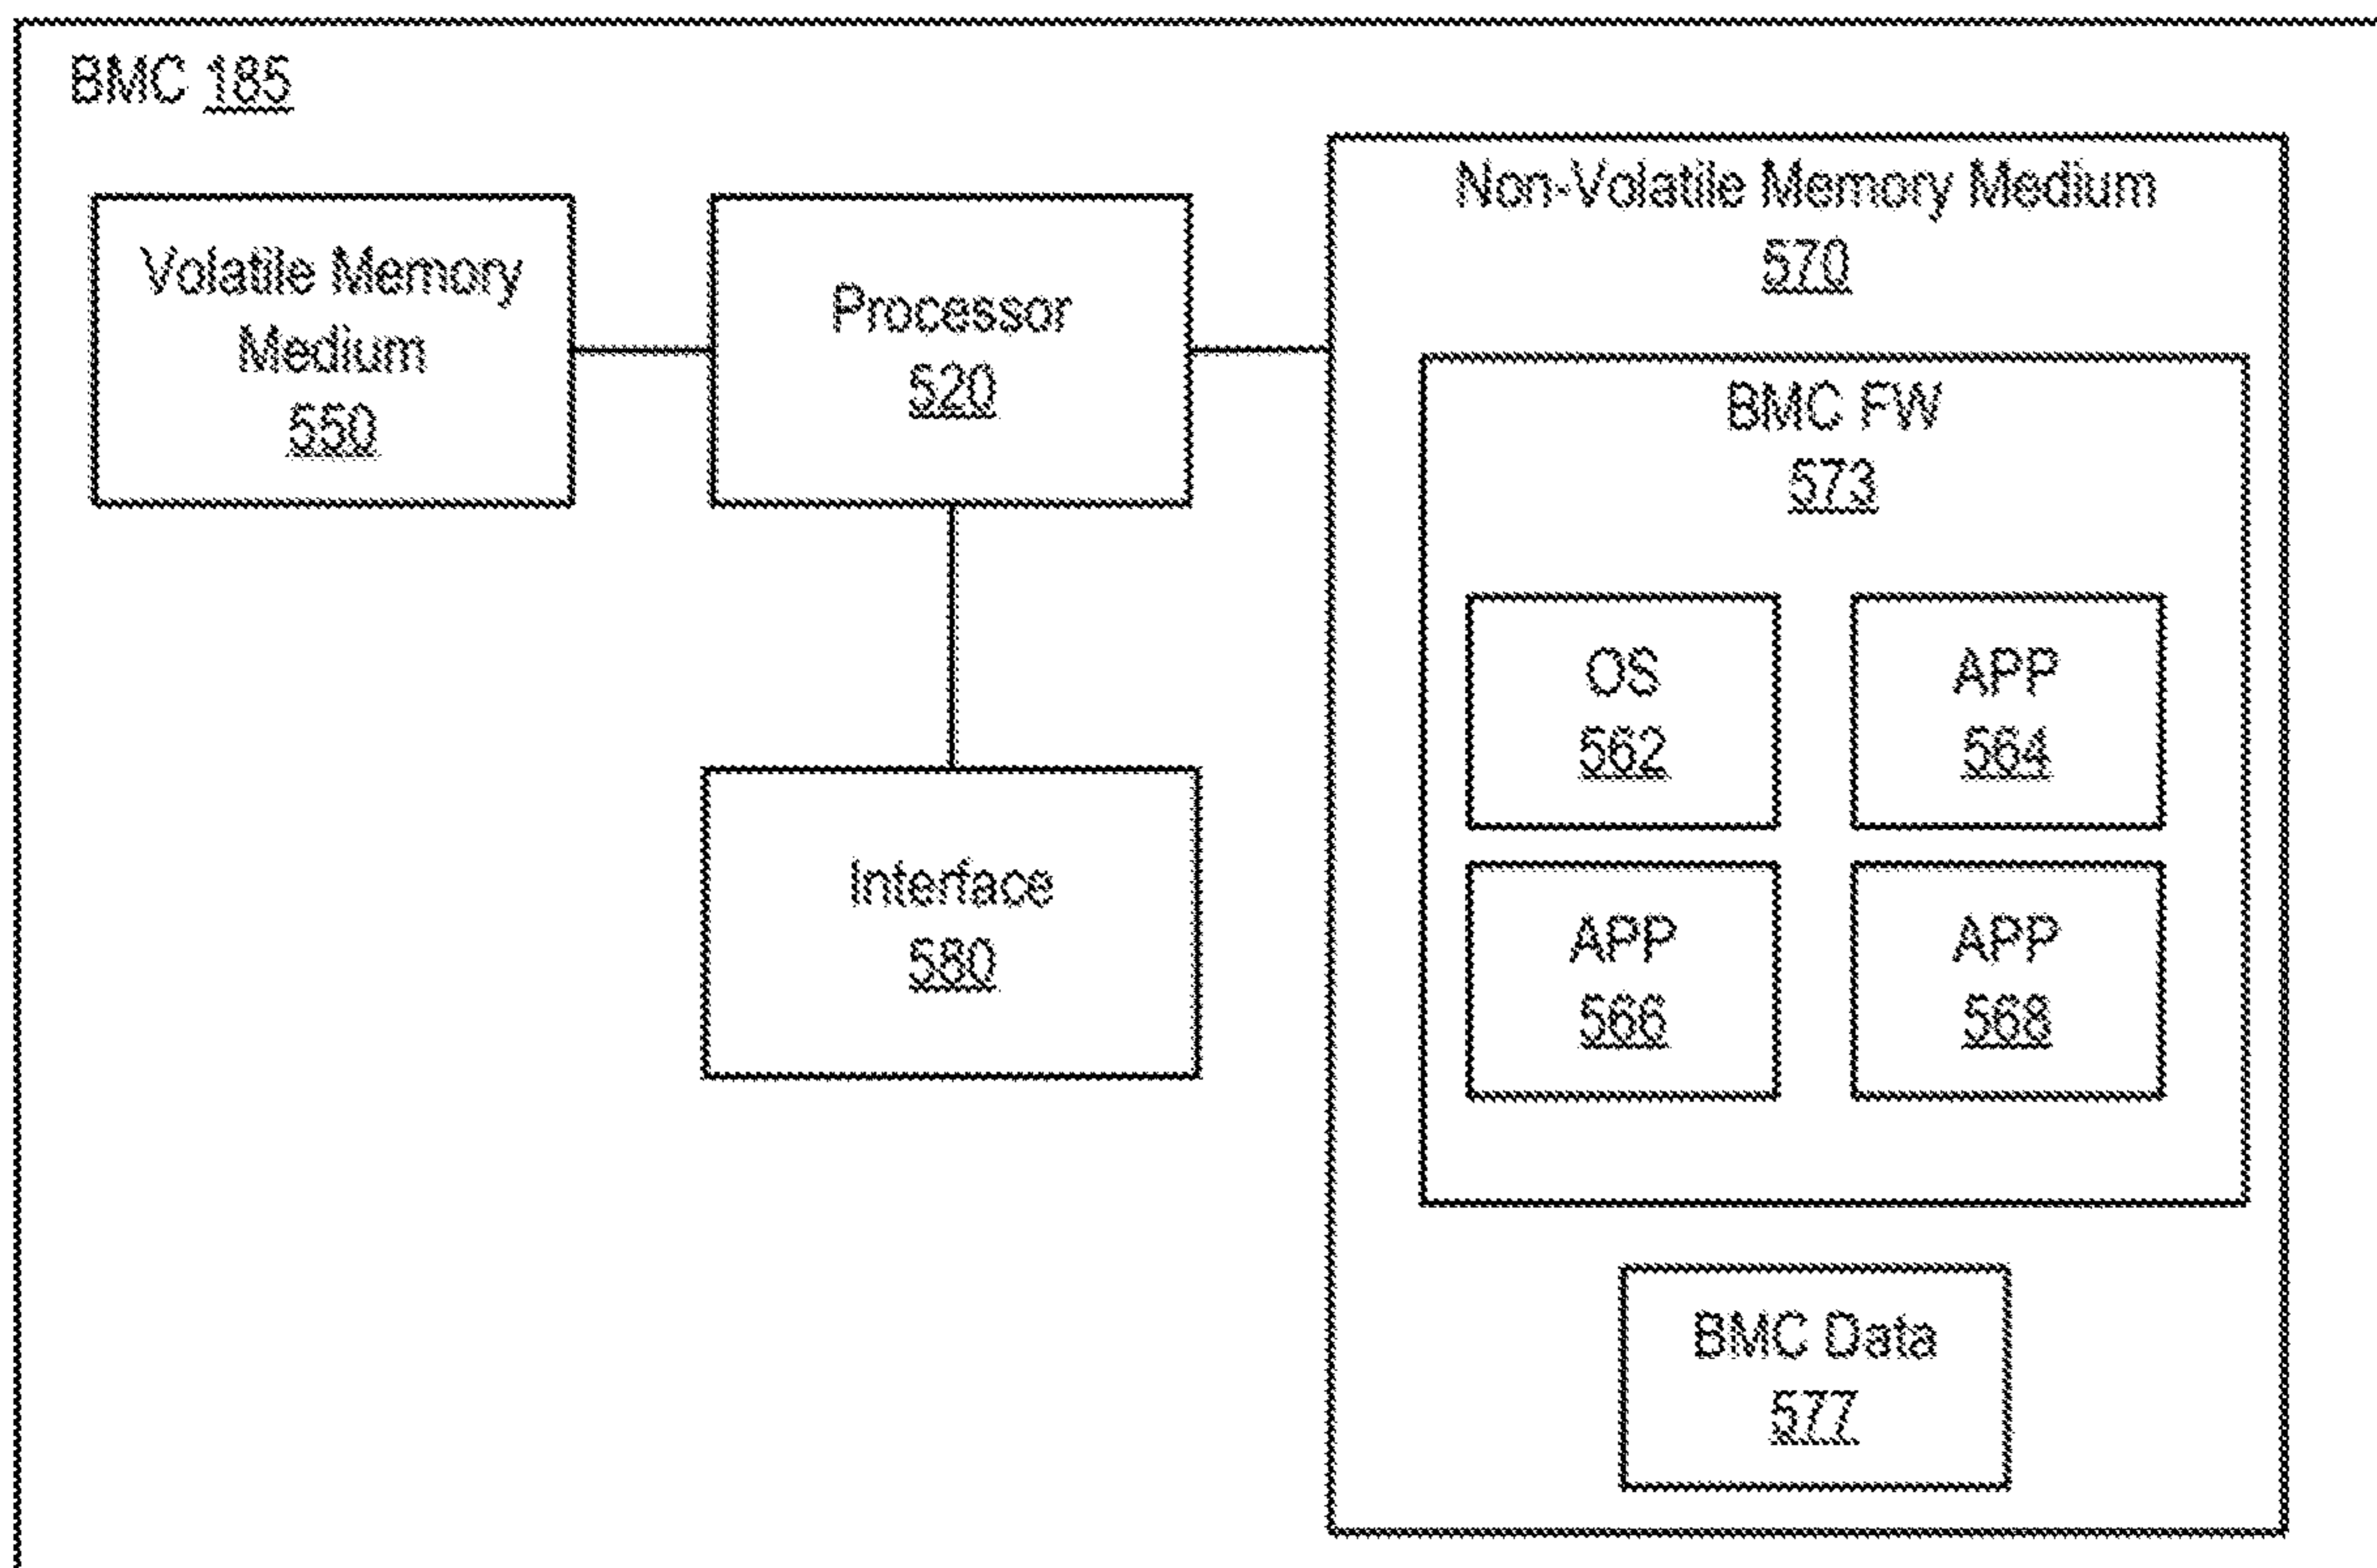 BMC 185
Volatile Memory
Medium
550
Processor
520
Interface
580
Non-Volatile Memory Medium
570
BMC FW
573
OS
562
APP
564
APP
566
APP
568
BMC Data
577